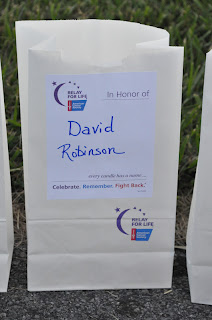 RELAY
FOR LIFE
In Honor of
David
Robinson
every candle has a name...
Celebrate. Remember. Fight Back.
RELAY
FOR LIFE